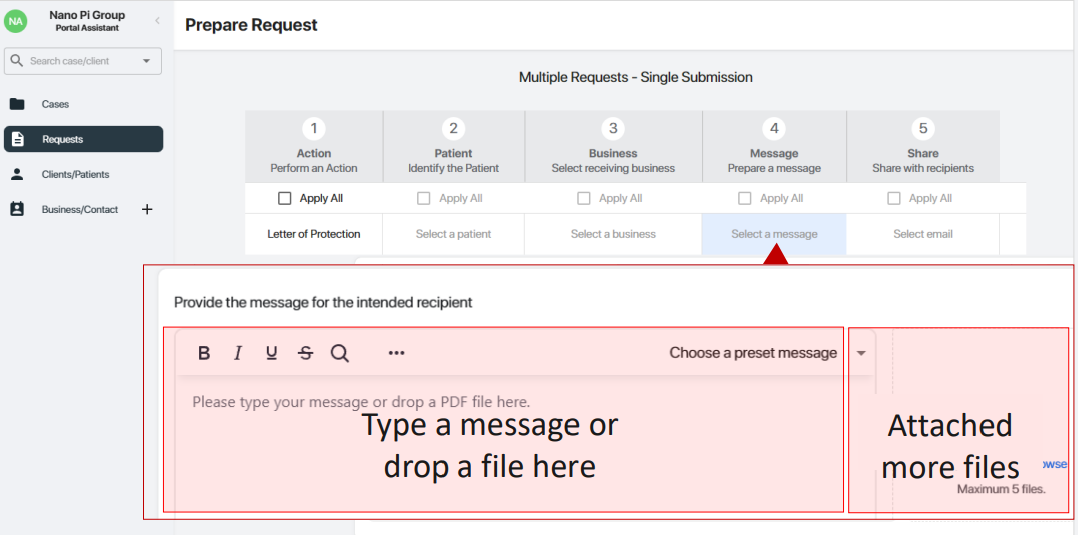 NA
Nano Pi Group
Portal Assistant
Prepare Request
Search case/client
Cases
Requests
Clients/Patients
Business/Contact
Multiple Requests - Single Submission
1
Action
Perform an Action
2
Patient
Identify the Patient
3
Business
Select receiving business
4
Message
Prepare a message
5
Share
Share with recipients
Apply All
Apply All
Apply All
Apply All
Apply All
Letter of Protection
Select a patient
Select a business
Select a message
Select email
Provide the message for the intended recipient
B I U S
Choose a preset message
Please type your message or drop a PDF file here.
Type a message or
drop a file here
Attached
more files
Maximum 5 files.